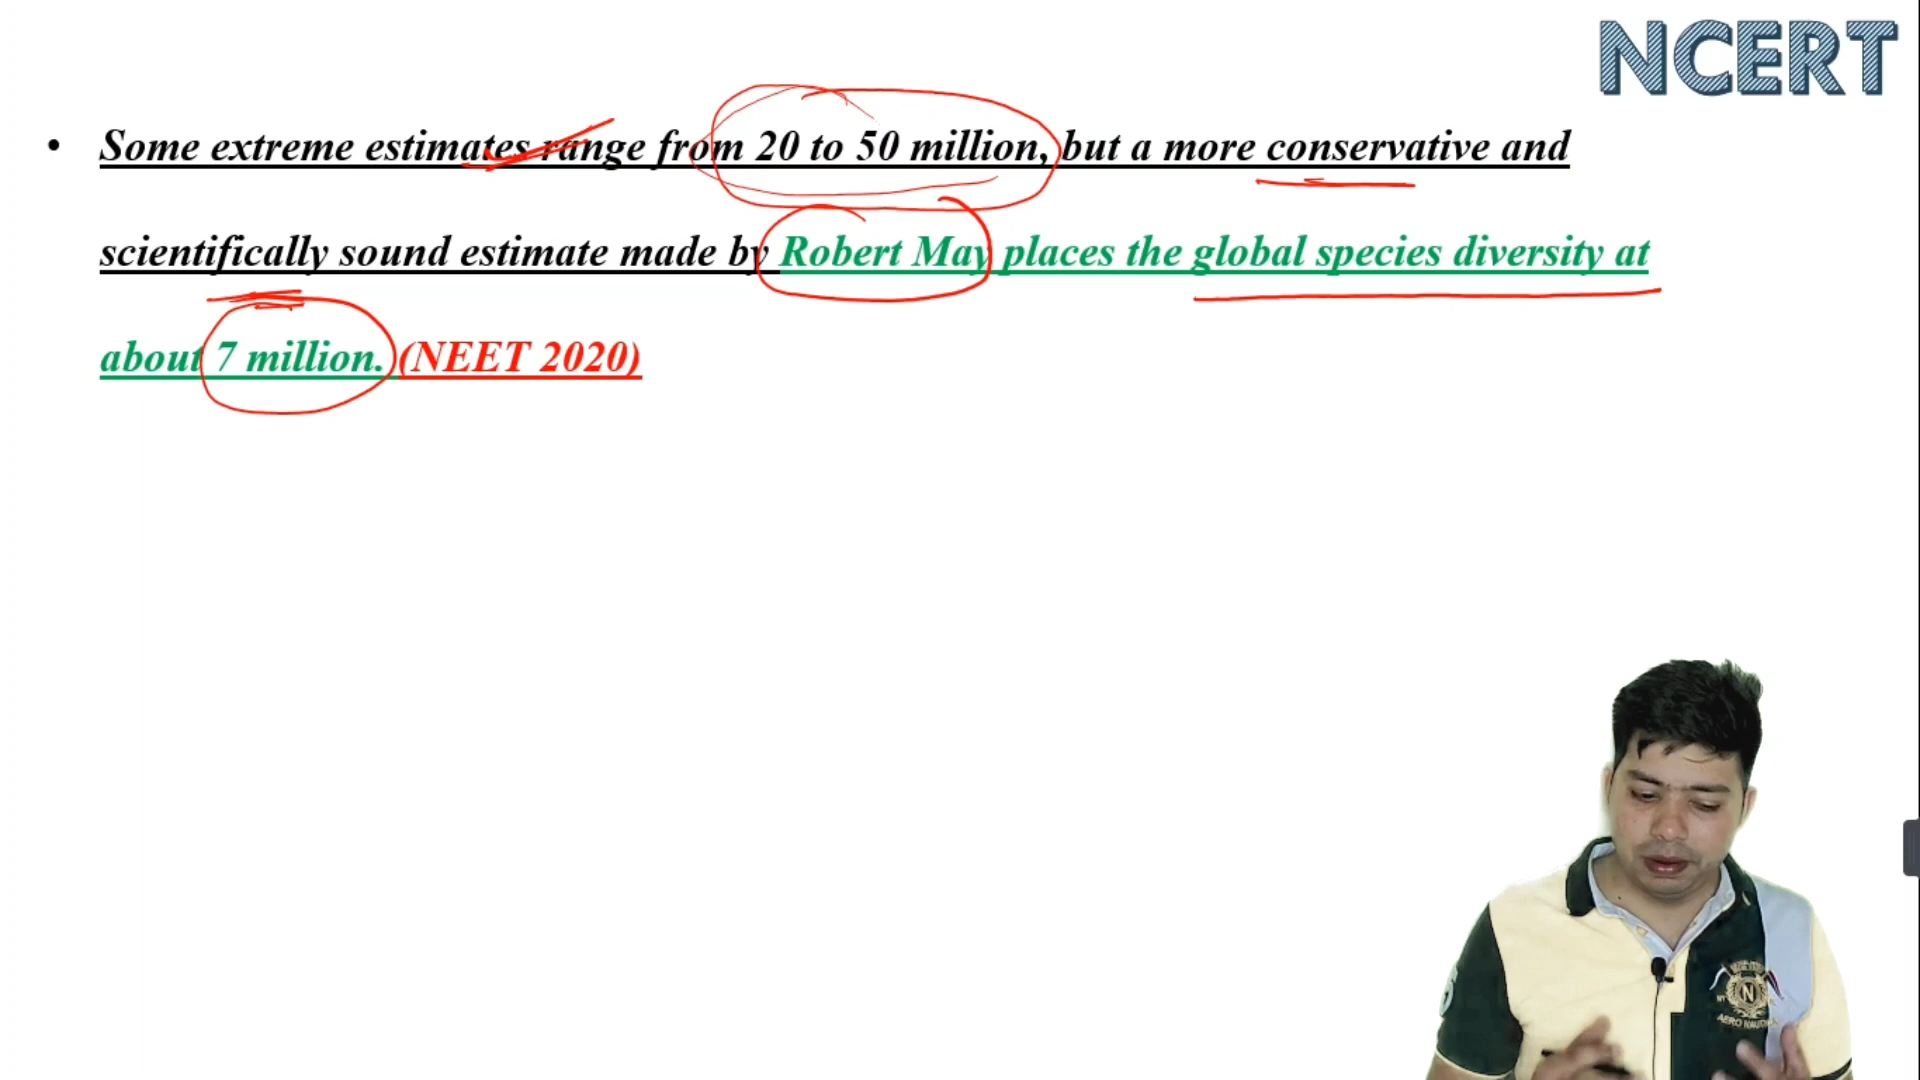 NCERT
• Some extreme estimates range from 20 to 50 million, but a more conservative and
scientifically sound estimate made by Robert May places the global species diversity at
about 7 million. (NEET 2020)
N